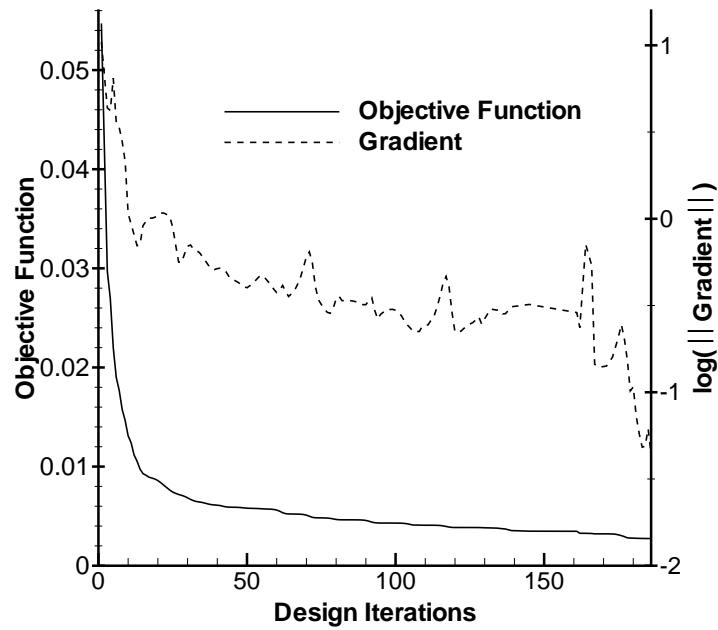 0.05
0.04
0.03
0.02
0.01
0
Objective Function
Objective Function
Gradient
1
0
-1
-2
log( || Gradient || )
0
50
100
150
Design Iterations